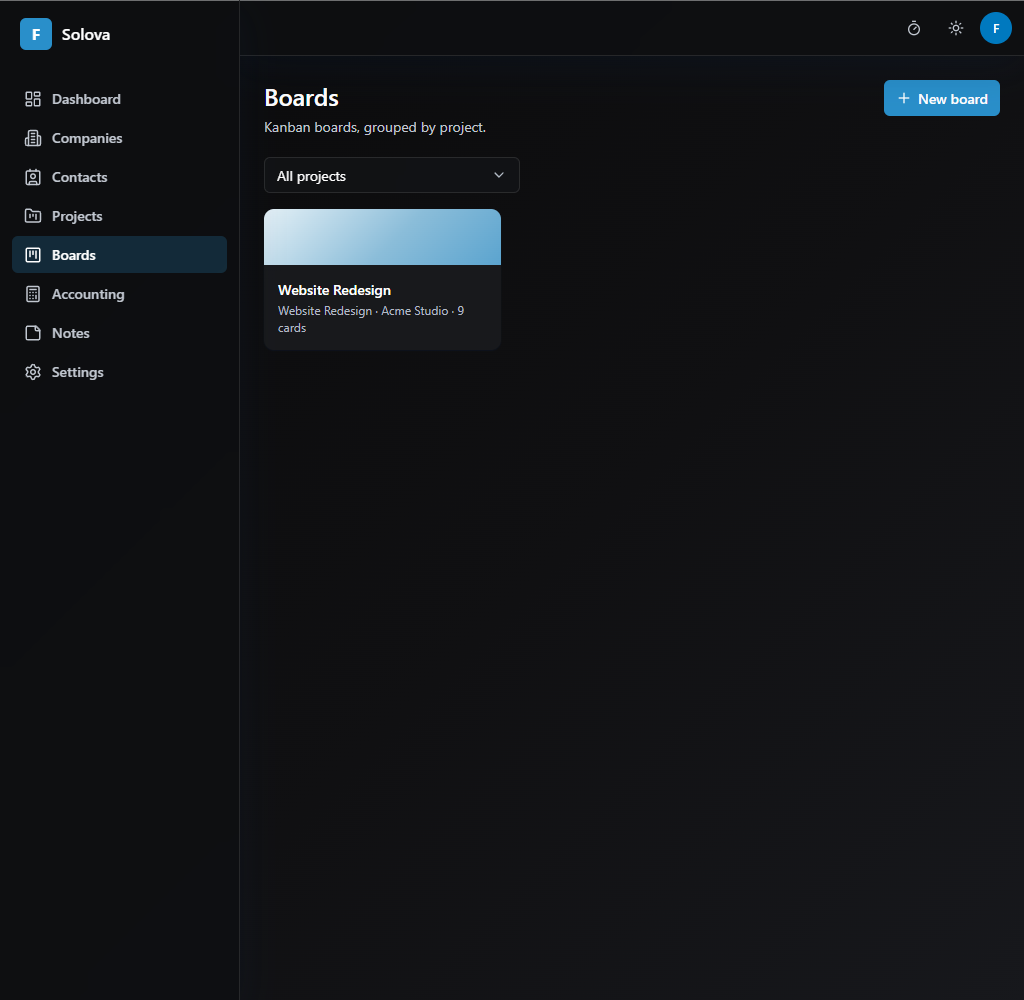 F Solova
F
Dashboard
Companies
Contacts
Projects
Boards
Accounting
Notes
Settings
Boards
Kanban boards, grouped by project.
New board
All projects
Website Redesign
Website Redesign · Acme Studio · 9
cards